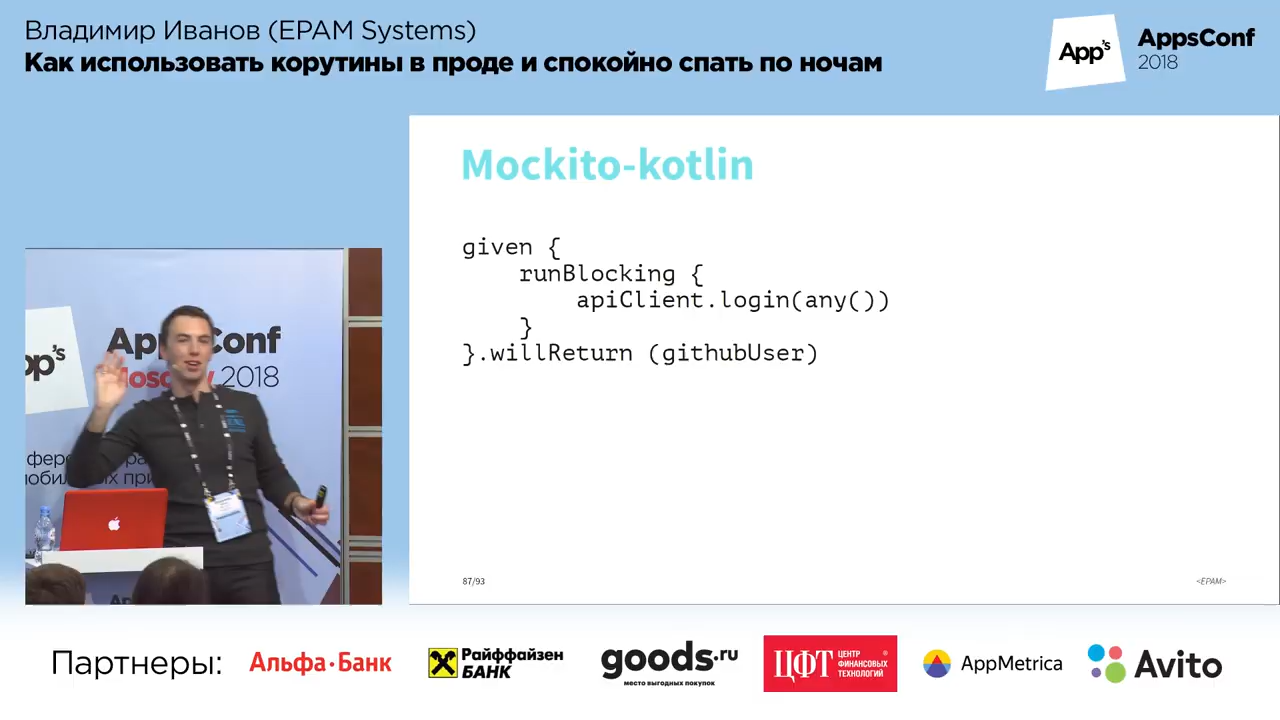 Владимир Иванов (EPAM Systems)
Как использовать корутины в проде и спокойно спать по ночам
App's
AppsConf
2018
Mockito-kotlin
given {
runBlocking {
apiClient.login(any())
}
}.willReturn (githubUser)
87/93
<EPAM>
Moscow 2018
Партнеры:
Альфа·Банк
Райффайзен
БАНК
goods.ru
место выгодных покупок
ЦФТ
ЦЕНТР
ФИНАНСОВЫХ
ТЕХНОЛОГИЙ
AppMetrica
Avito